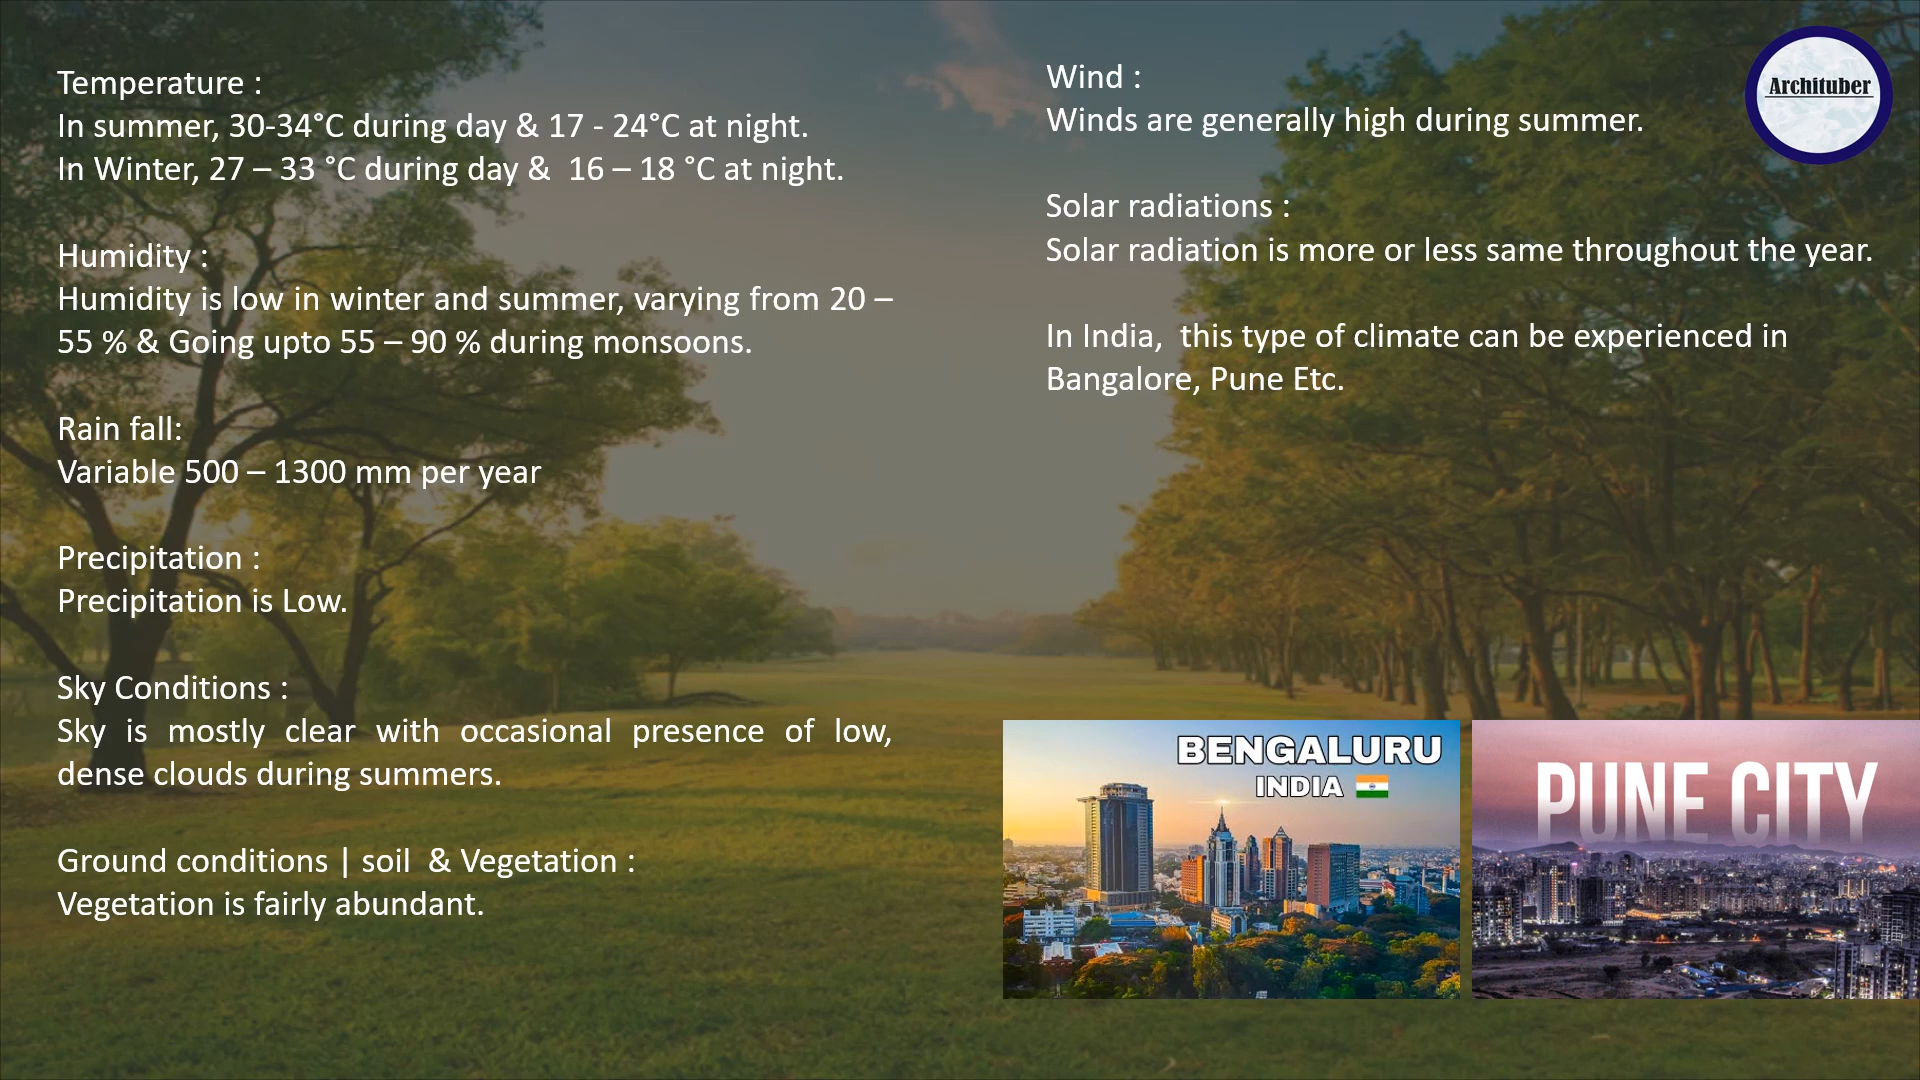 Temperature :
In summer, 30-34°C during day & 17 - 24°C at night.
In Winter, 27 – 33 °C during day &  16 – 18 °C at night.
Humidity :
Humidity is low in winter and summer, varying from 20 –
55 % & Going upto 55 – 90 % during monsoons.
Rain fall:
Variable 500 – 1300 mm per year
Precipitation :
Precipitation is Low.
Sky Conditions :
Sky is mostly clear with occasional presence of low,
dense clouds during summers.
Ground conditions | soil  & Vegetation :
Vegetation is fairly abundant.
Wind :
Winds are generally high during summer.
Solar radiations :
Solar radiation is more or less same throughout the year.
In India,  this type of climate can be experienced in
Bangalore, Pune Etc.
Archituber
BENGALURU
INDIA
PUNE CITY